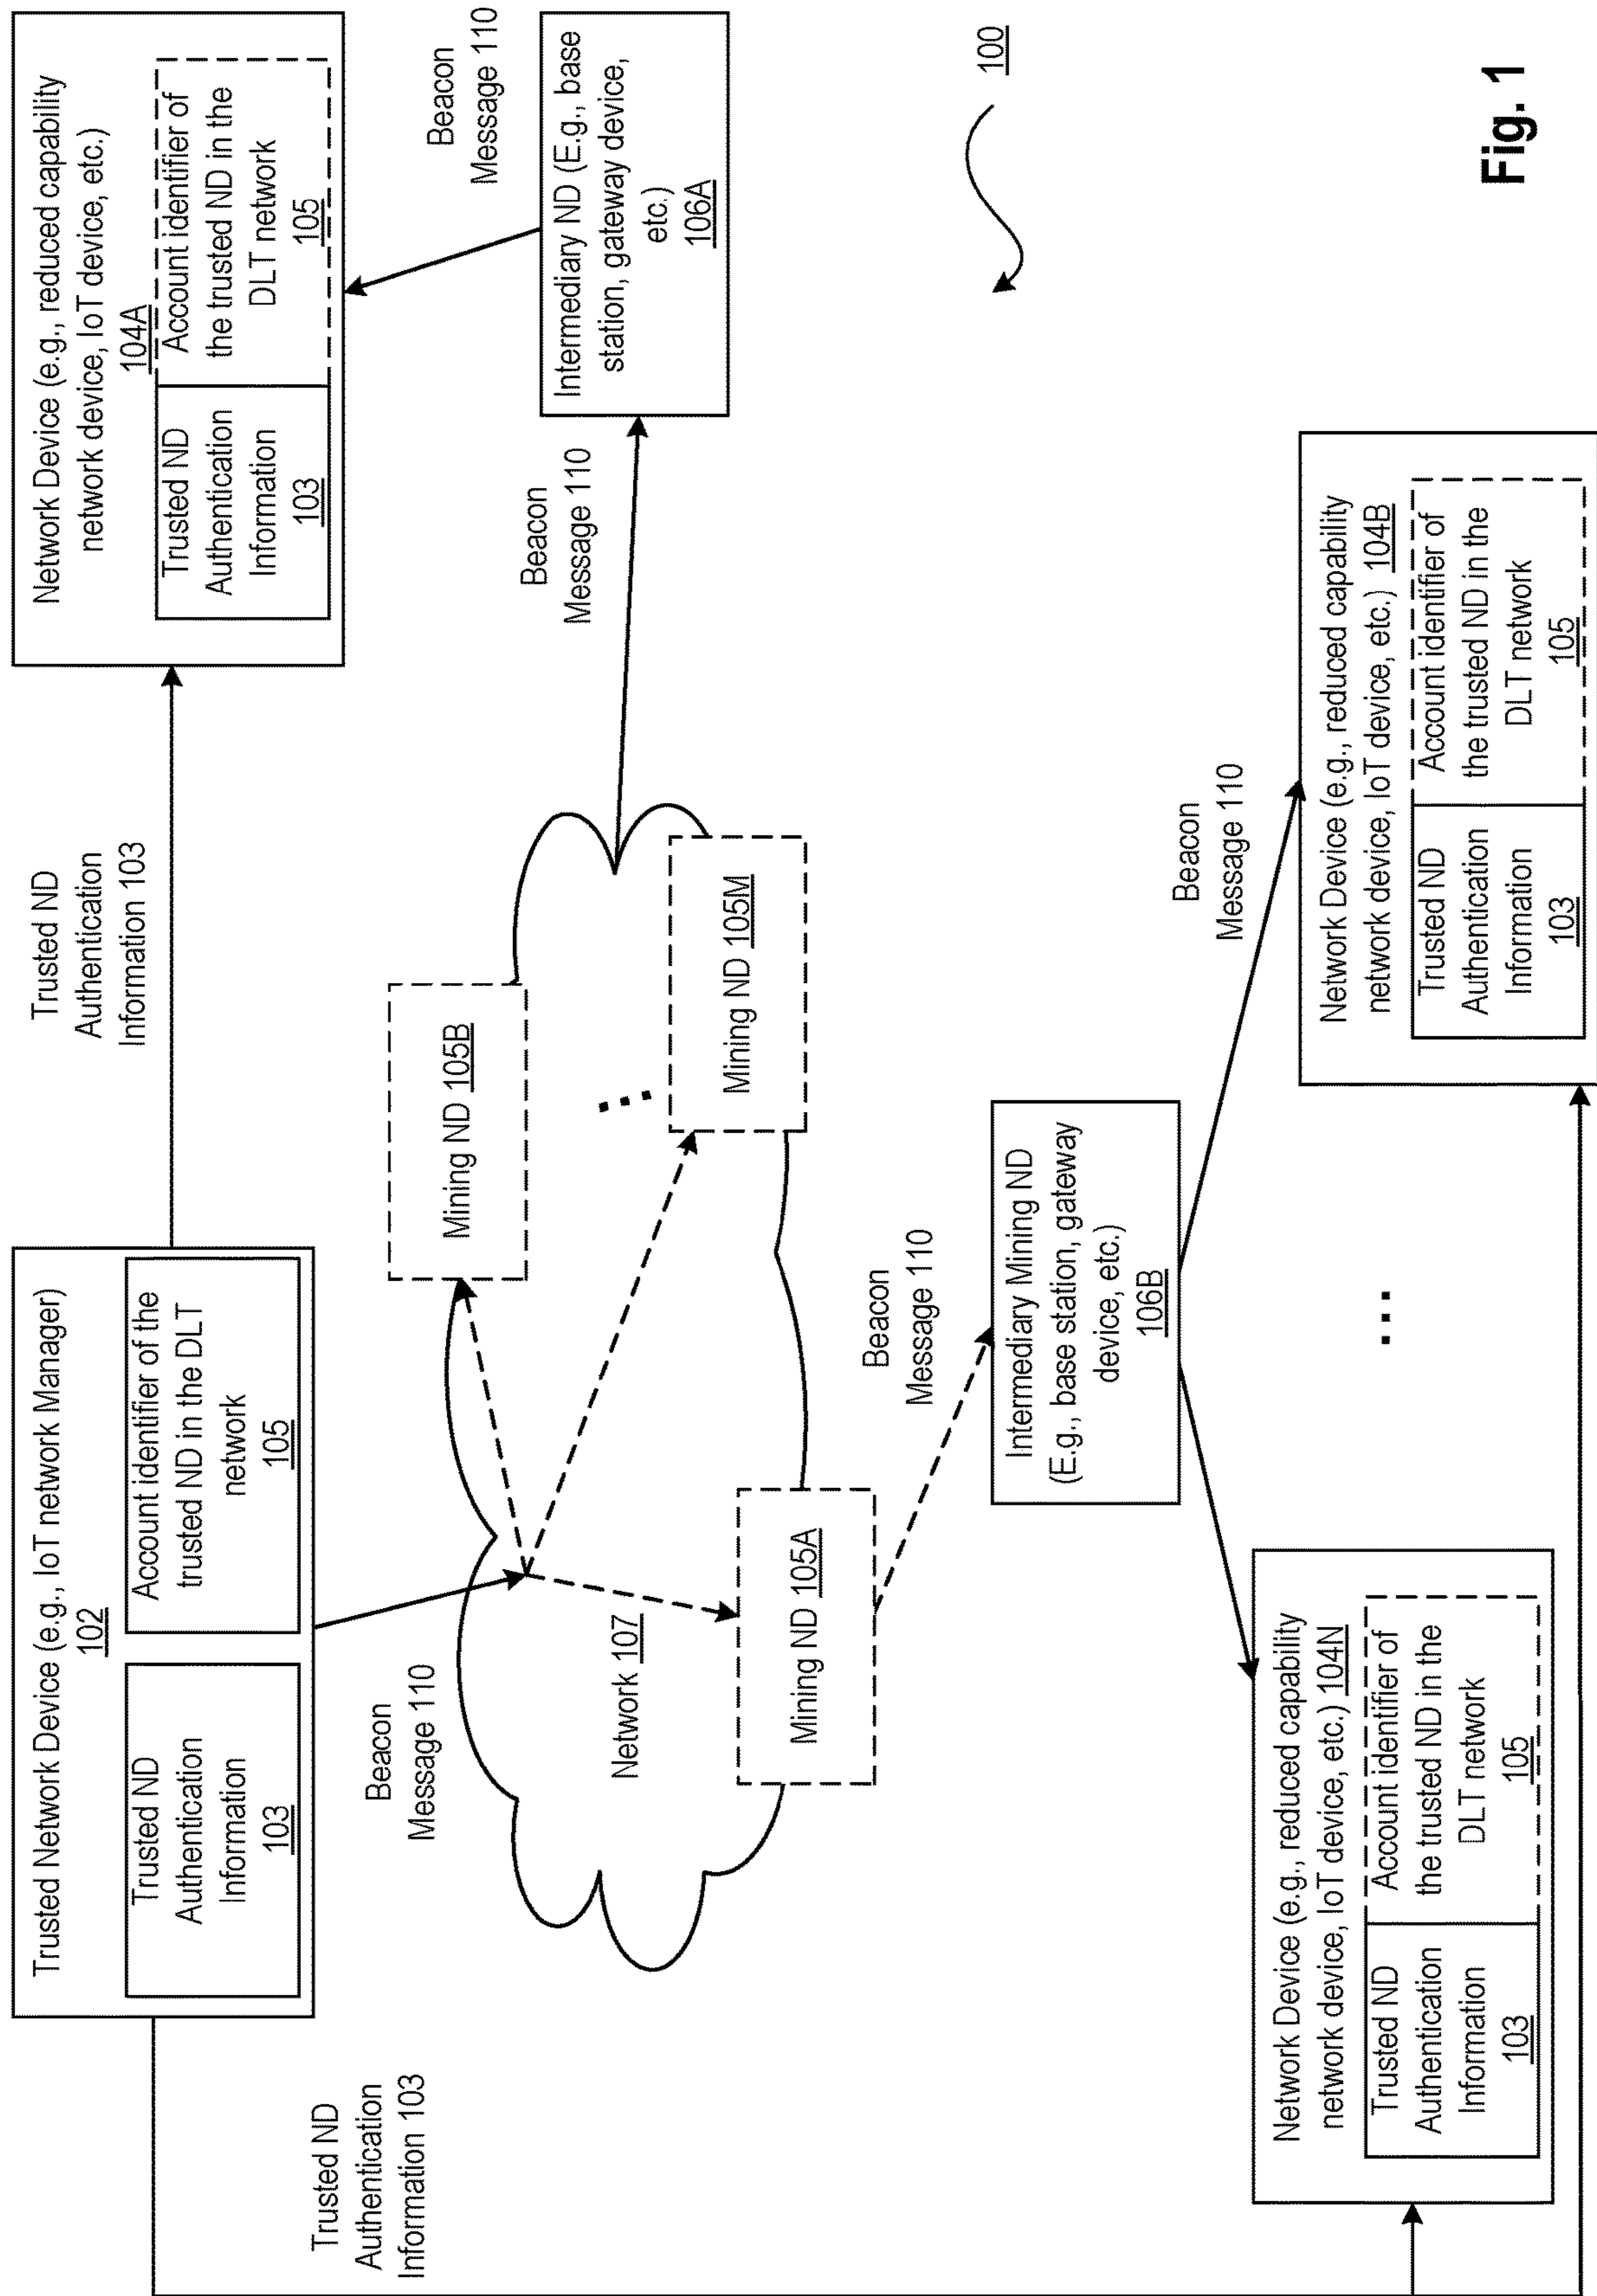 Trusted Network Device (e.g., IoT network Manager)
102
Trusted ND
Authentication
Information
103
Account identifier of the
trusted ND in the DLT
network
105
Trusted ND
Authentication
Information 103
Network Device (e.g., reduced capability
network device, IoT device, etc.)
104A
Trusted ND
Authentication
Information
103
Account identifier of
the trusted ND in the
DLT network
105
Trusted ND
Authentication
Information 103
Beacon
Message 110
Network 107
Mining ND 105A
Mining ND 105B
...
Mining ND 105M
Beacon
Message 110
Beacon
Message 110
Intermediary ND (E.g., base
station, gateway device,
etc.)
106A
Beacon
Message 110
Intermediary Mining ND
(E.g., base station, gateway
device, etc.)
106B
Beacon
Message 110
100
Network Device (e.g., reduced capability
network device, IoT device, etc.) 104N
Trusted ND
Authentication
Information
103
Account identifier of
the trusted ND in the
DLT network
105
...
Network Device (e.g., reduced capability
network device, IoT device, etc.) 104B
Trusted ND
Authentication
Information
103
Account identifier of
the trusted ND in the
DLT network
105
Fig. 1